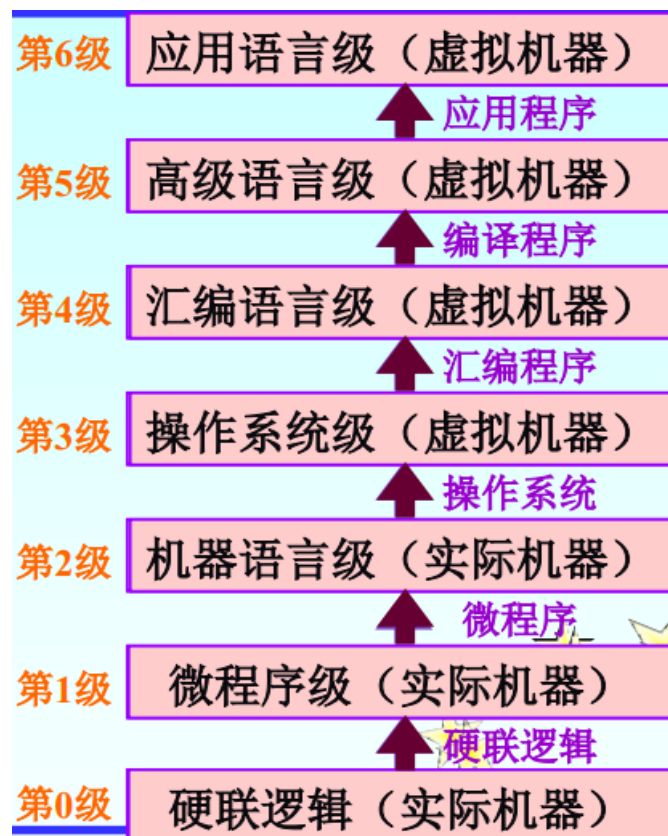 第6级 应用语言级（虚拟机器）
应用程序
第5级 高级语言级（虚拟机器）
编译程序
第4级 汇编语言级（虚拟机器）
汇编程序
第3级 操作系统级（虚拟机器）
操作系统
第2级 机器语言级（实际机器）
微程序
第1级 微程序级（实际机器）
硬联逻辑
第0级 硬联逻辑（实际机器）